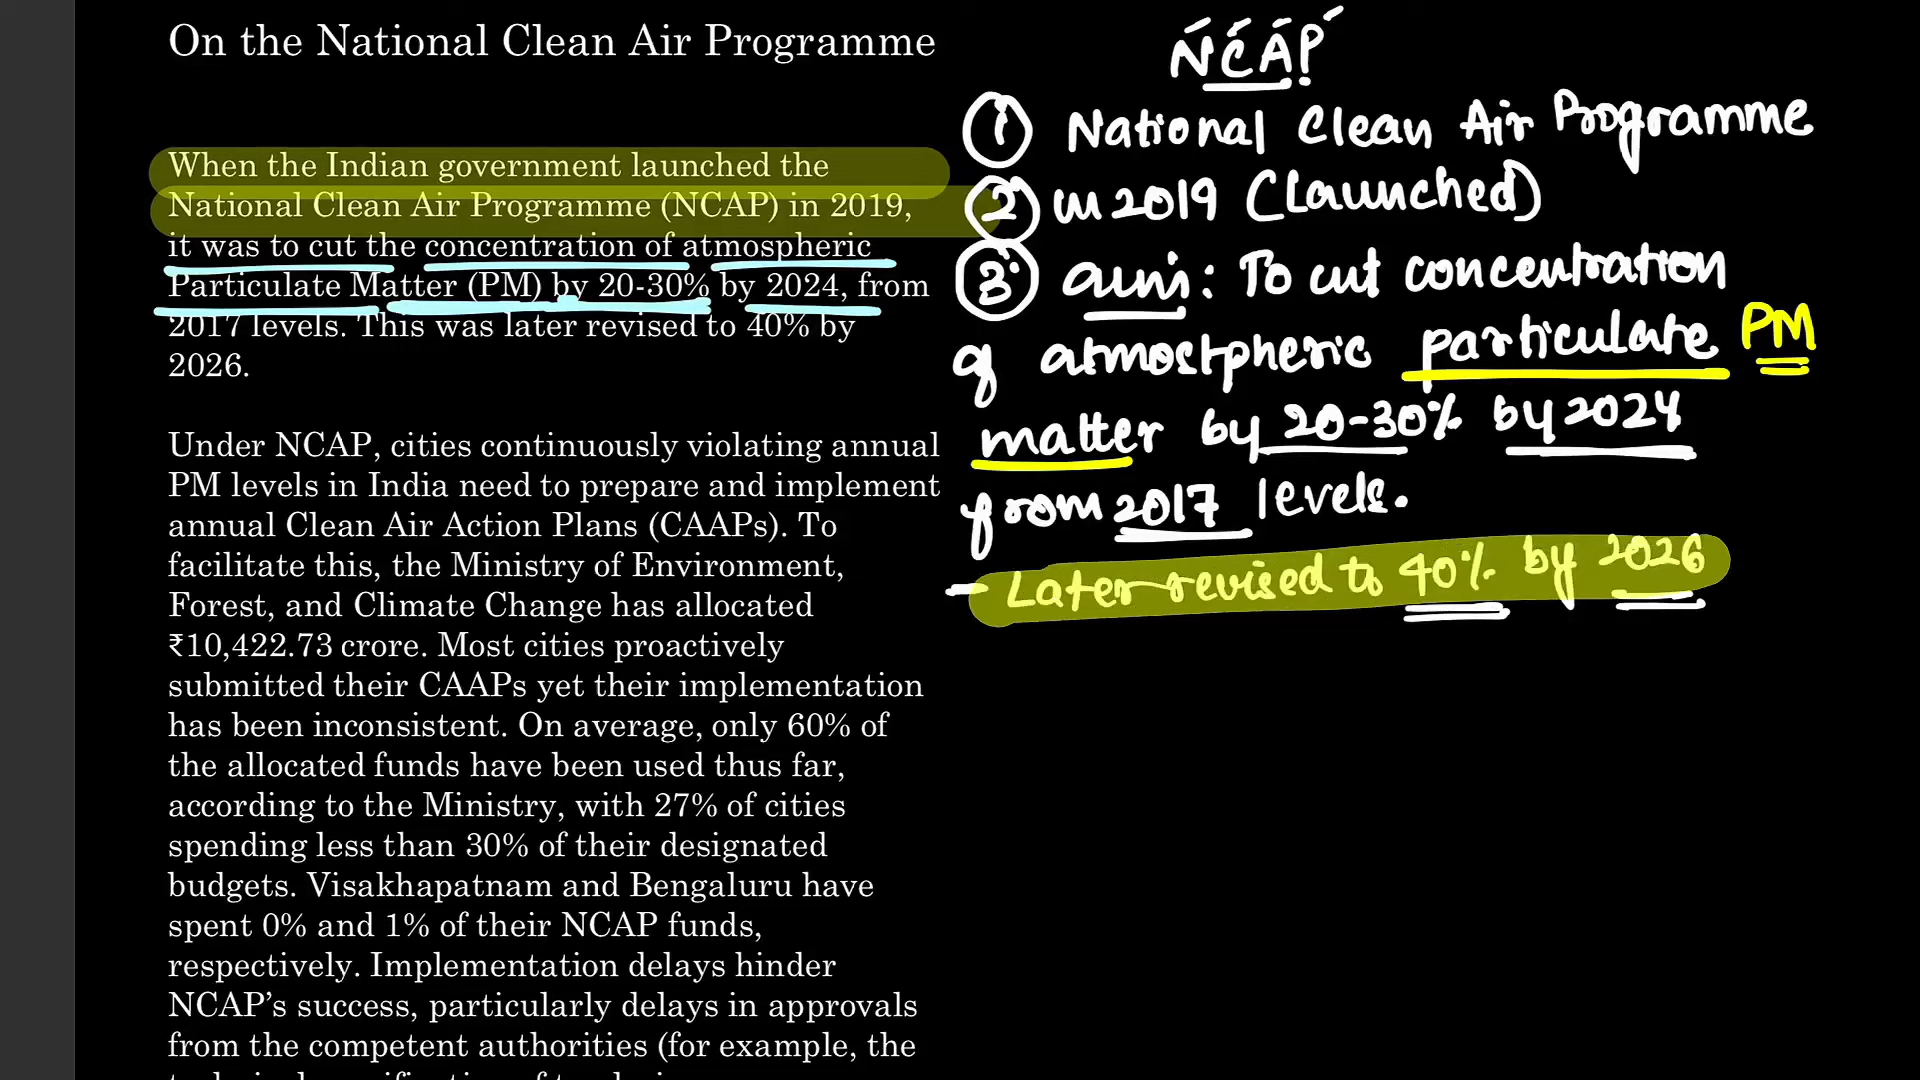 On the National Clean Air Programme
When the Indian government launched the
National Clean Air Programme (NCAP) in 2019,
it was to cut the concentration of atmospheric
Particulate Matter (PM) by 20-30% by 2024, from
2017 levels. This was later revised to 40% by
2026.
Under NCAP, cities continuously violating annual
PM levels in India need to prepare and implement
annual Clean Air Action Plans (CAAPs). To
facilitate this, the Ministry of Environment,
Forest, and Climate Change has allocated
₹10,422.73 crore. Most cities proactively
submitted their CAAPs yet their implementation
has been inconsistent. On average, only 60% of
the allocated funds have been used thus far,
according to the Ministry, with 27% of cities
spending less than 30% of their designated
budgets. Visakhapatnam and Bengaluru have
spent 0% and 1% of their NCAP funds,
respectively. Implementation delays hinder
NCAP’s success, particularly delays in approvals
from the competent authorities (for example, the
NCAP
1 National Clean Air Programme
2 in 2019 (Launched)
3 aim: To cut concentration
of atmostpheric particulate PM
matter by 20-30% by 2024
from 2017 levels.
- Later revised to 40% by 2026